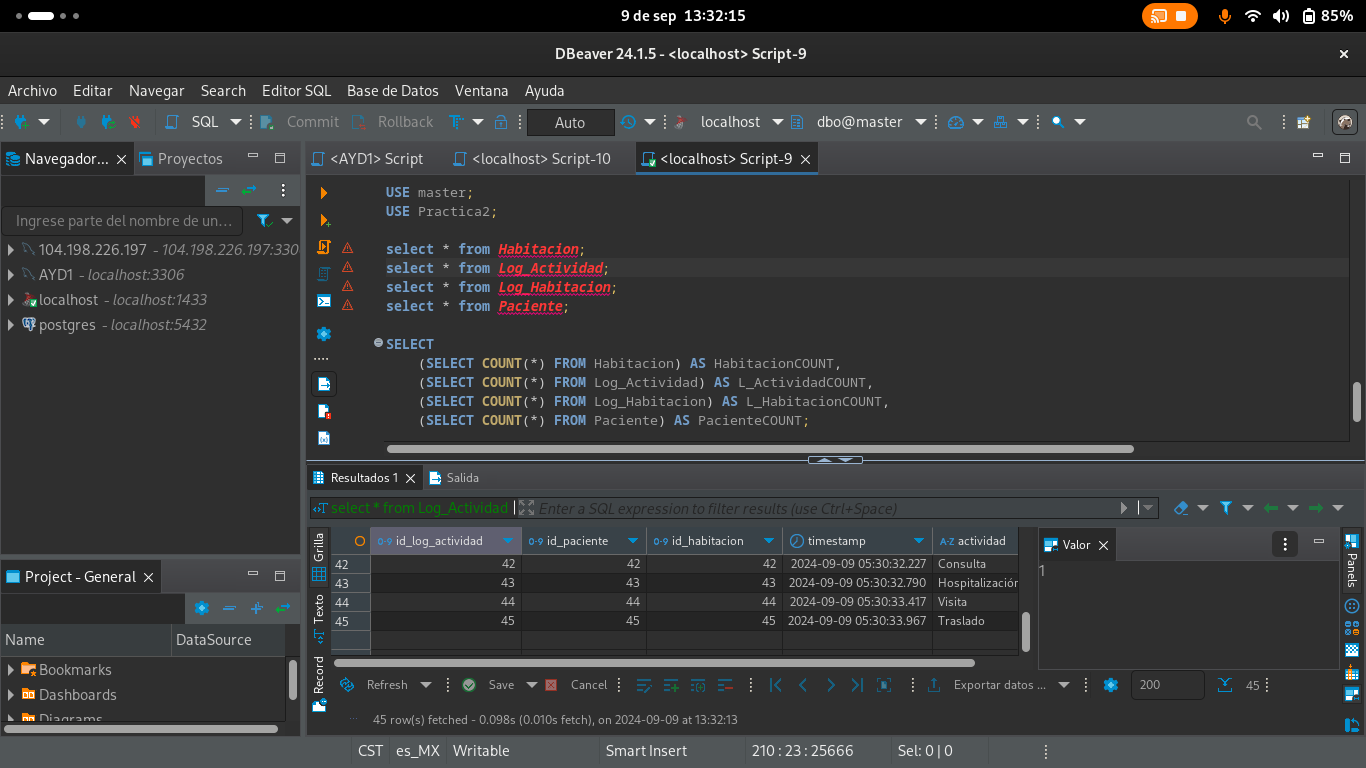 9 de sep 13:32:15
85%
DBeaver 24.1.5 - <localhost> Script-9
Archivo Editar Navegar Search Editor SQL Base de Datos Ventana Ayuda
SQL Commit Rollback Auto localhost dbo@master
Navegador... Proyectos
<AYD1> Script <localhost> Script-10 <localhost> Script-9
Ingrese parte del nombre de un...
104.198.226.197 - 104.198.226.197:330
AYD1 - localhost:3306
localhost - localhost:1433
postgres - localhost:5432
USE master;
USE Practica2;
select * from Habitacion;
select * from Log_Actividad;
select * from Log_Habitacion;
select * from Paciente;
SELECT
(SELECT COUNT(*) FROM Habitacion) AS HabitacionCOUNT,
(SELECT COUNT(*) FROM Log_Actividad) AS L_ActividadCOUNT,
(SELECT COUNT(*) FROM Log_Habitacion) AS L_HabitacionCOUNT,
(SELECT COUNT(*) FROM Paciente) AS PacienteCOUNT;
Project - General
Name DataSource
Bookmarks
Dashboards
Diagrams
Resultados 1 Salida
select * from Log_Actividad Enter a SQL expression to filter results (use Ctrl+Space)
Grilla
Texto
Record
id_log_actividad id_paciente id_habitacion timestamp actividad
42 42 42 42 2024-09-09 05:30:32.227 Consulta
43 43 43 43 2024-09-09 05:30:32.790 Hospitalización
44 44 44 44 2024-09-09 05:30:33.417 Visita
45 45 45 45 2024-09-09 05:30:33.967 Traslado
Valor
1
Panels
Refresh Save Cancel Exportar datos ... 200 45
45 row(s) fetched - 0.098s (0.010s fetch), on 2024-09-09 at 13:32:13
CST es_MX Writable Smart Insert 210 : 23 : 25666 Sel: 0 | 0